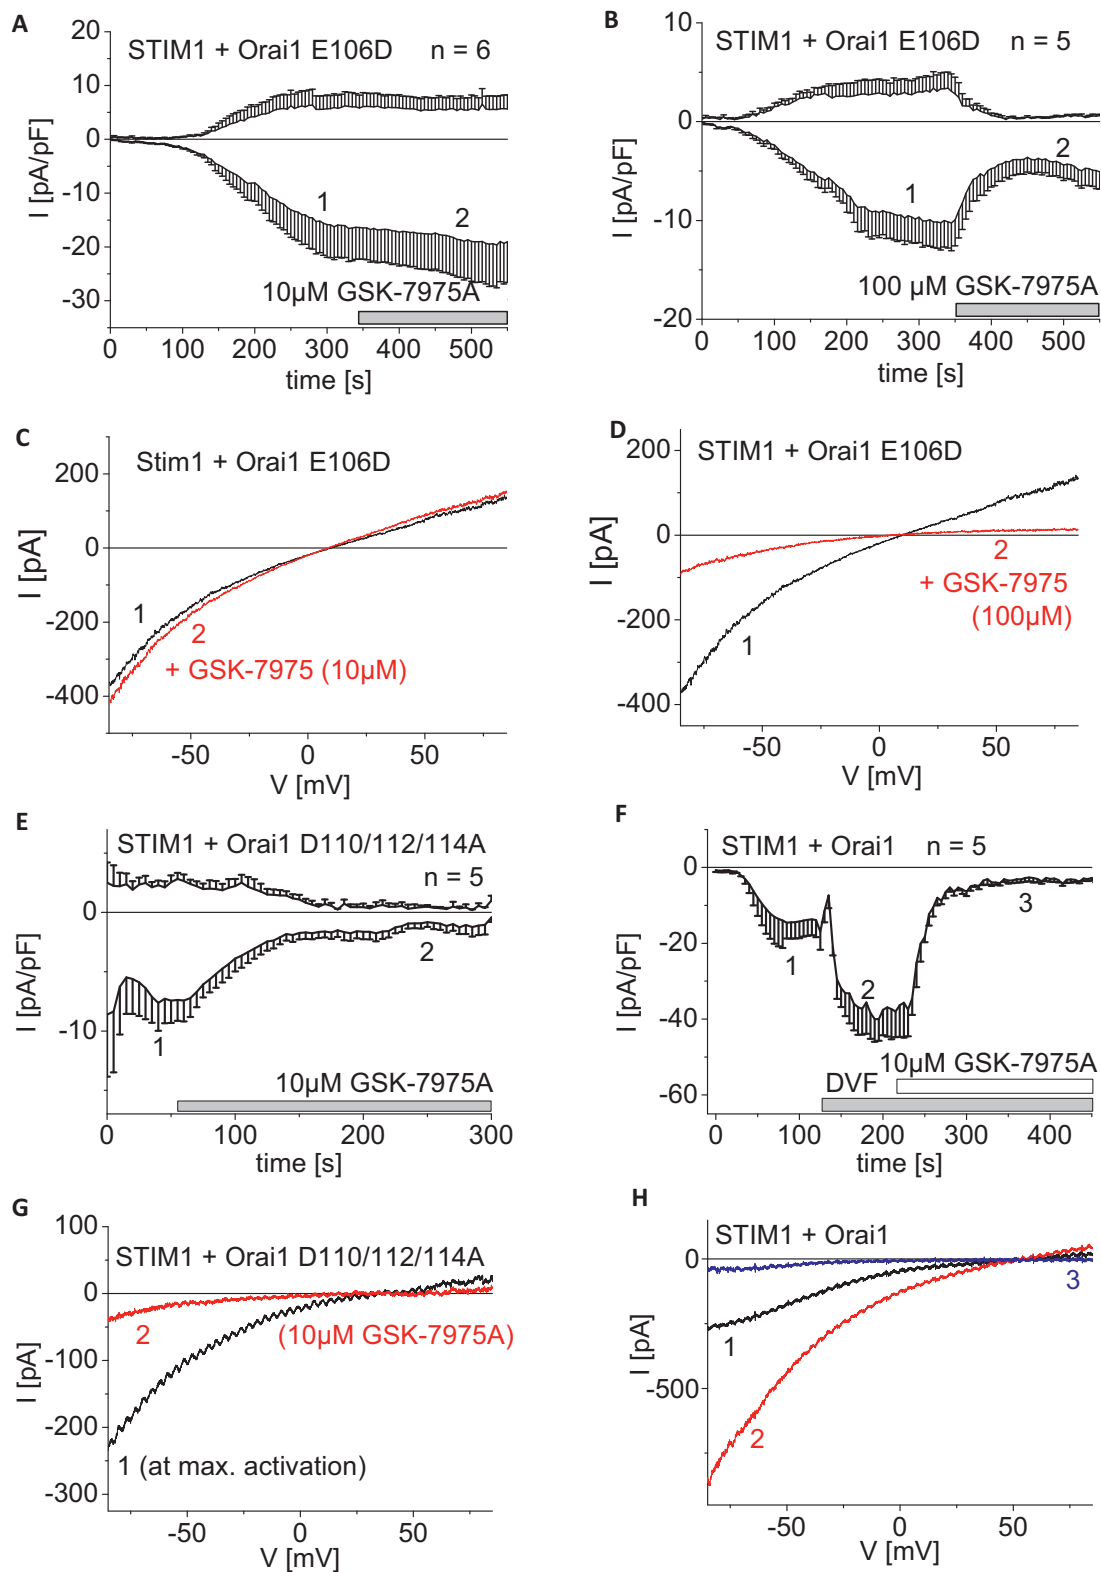 A
STIM1 + Orai1 E106D n = 6
I [pA/pF]
20
10
0
-10
-20
-30
1
2
10µM GSK-7975A
0 100 200 300 400 500
time [s]
B
STIM1 + Orai1 E106D n = 5
I [pA/pF]
10
0
-10
-20
1
2
100 µM GSK-7975A
0 100 200 300 400 500
time [s]
C
Stim1 + Orai1 E106D
I [pA]
200
0
-200
-400
1
2
+ GSK-7975 (10µM)
-50 0 50
V [mV]
D
STIM1 + Orai1 E106D
I [pA]
200
0
-200
-400
2
+ GSK-7975
(100µM)
1
-50 0 50
V [mV]
E
STIM1 + Orai1 D110/112/114A
n = 5
I [pA/pF]
0
-10
1
2
10µM GSK-7975A
0 100 200 300
time [s]
F
STIM1 + Orai1 n = 5
I [pA/pF]
0
-20
-40
-60
1
2
3
10µM GSK-7975A
DVF
0 100 200 300 400
time [s]
G
STIM1 + Orai1 D110/112/114A
I [pA]
100
0
-100
-200
-300
2
(10µM GSK-7975A)
1 (at max. activation)
-50 0 50
V [mV]
H
STIM1 + Orai1
I [pA]
0
-500
3
1
2
-50 0 50
V [mV]